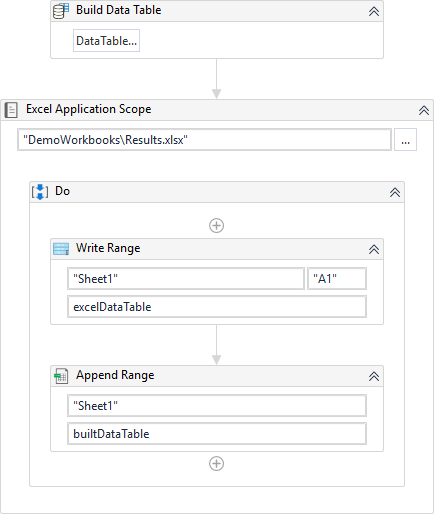 Build Data Table
DataTable...
Excel Application Scope
"DemoWorkbooks\Results.xlsx"
...
Do
Write Range
"Sheet1"
"A1"
excelDataTable
Append Range
"Sheet1"
builtDataTable